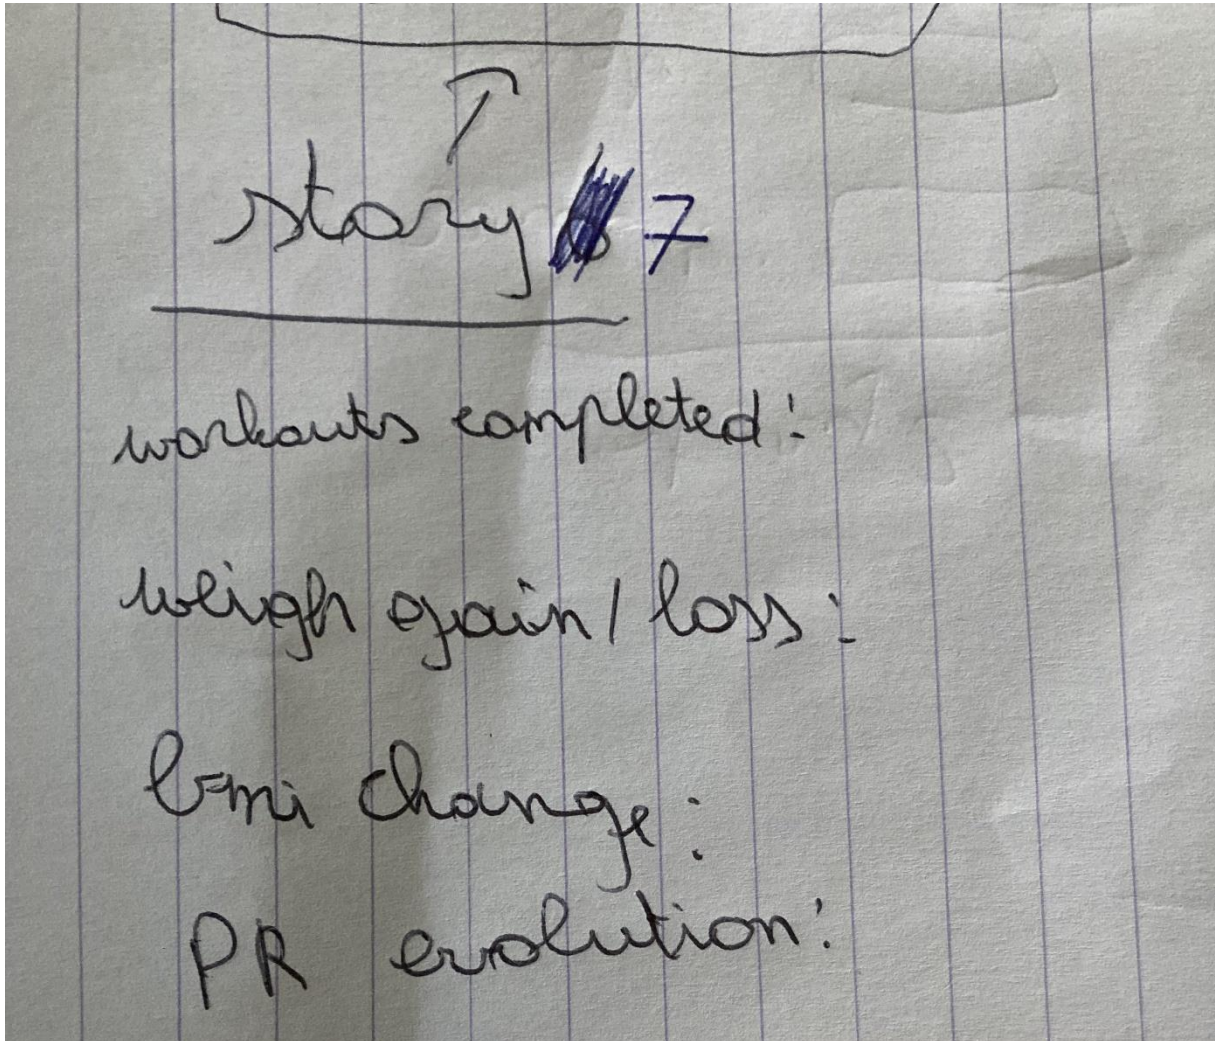 story 7
workouts completed:
weigh gain / loss:
bmi change:
PR evolution: